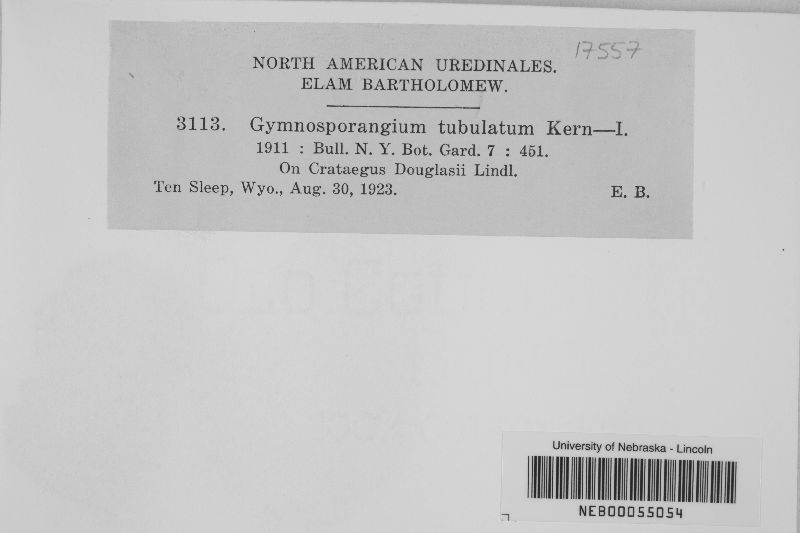 17557
NORTH AMERICAN UREDINALES.
ELAM BARTHOLOMEW.
3113. Gymnosporangium tubulatum Kern—I.
1911 : Bull. N. Y. Bot. Gard. 7 : 451.
On Crataegus Douglasii Lindl.
Ten Sleep, Wyo., Aug. 30, 1923. E. B.
University of Nebraska - Lincoln
NEB00055054